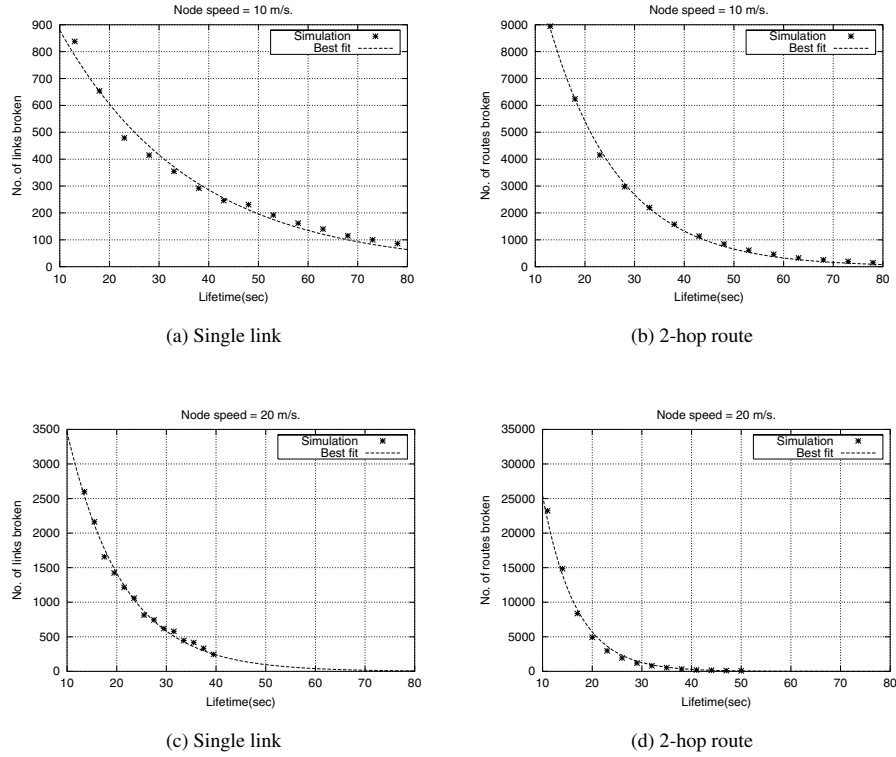 Node speed = 10 m/s.
900
800
700
600
500
400
300
200
100
0
No. of links broken
Simulation
Best fit
10 20 30 40 50 60 70 80
Lifetime(sec)
(a) Single link
Node speed = 10 m/s.
9000
8000
7000
6000
5000
4000
3000
2000
1000
0
No. of routes broken
Simulation
Best fit
10 20 30 40 50 60 70 80
Lifetime(sec)
(b) 2-hop route
Node speed = 20 m/s.
3500
3000
2500
2000
1500
1000
500
0
No. of links broken
Simulation
Best fit
10 20 30 40 50 60 70 80
Lifetime(sec)
(c) Single link
Node speed = 20 m/s.
35000
30000
25000
20000
15000
10000
5000
0
No. of routes broken
Simulation
Best fit
10 20 30 40 50 60 70 80
Lifetime(sec)
(d) 2-hop route